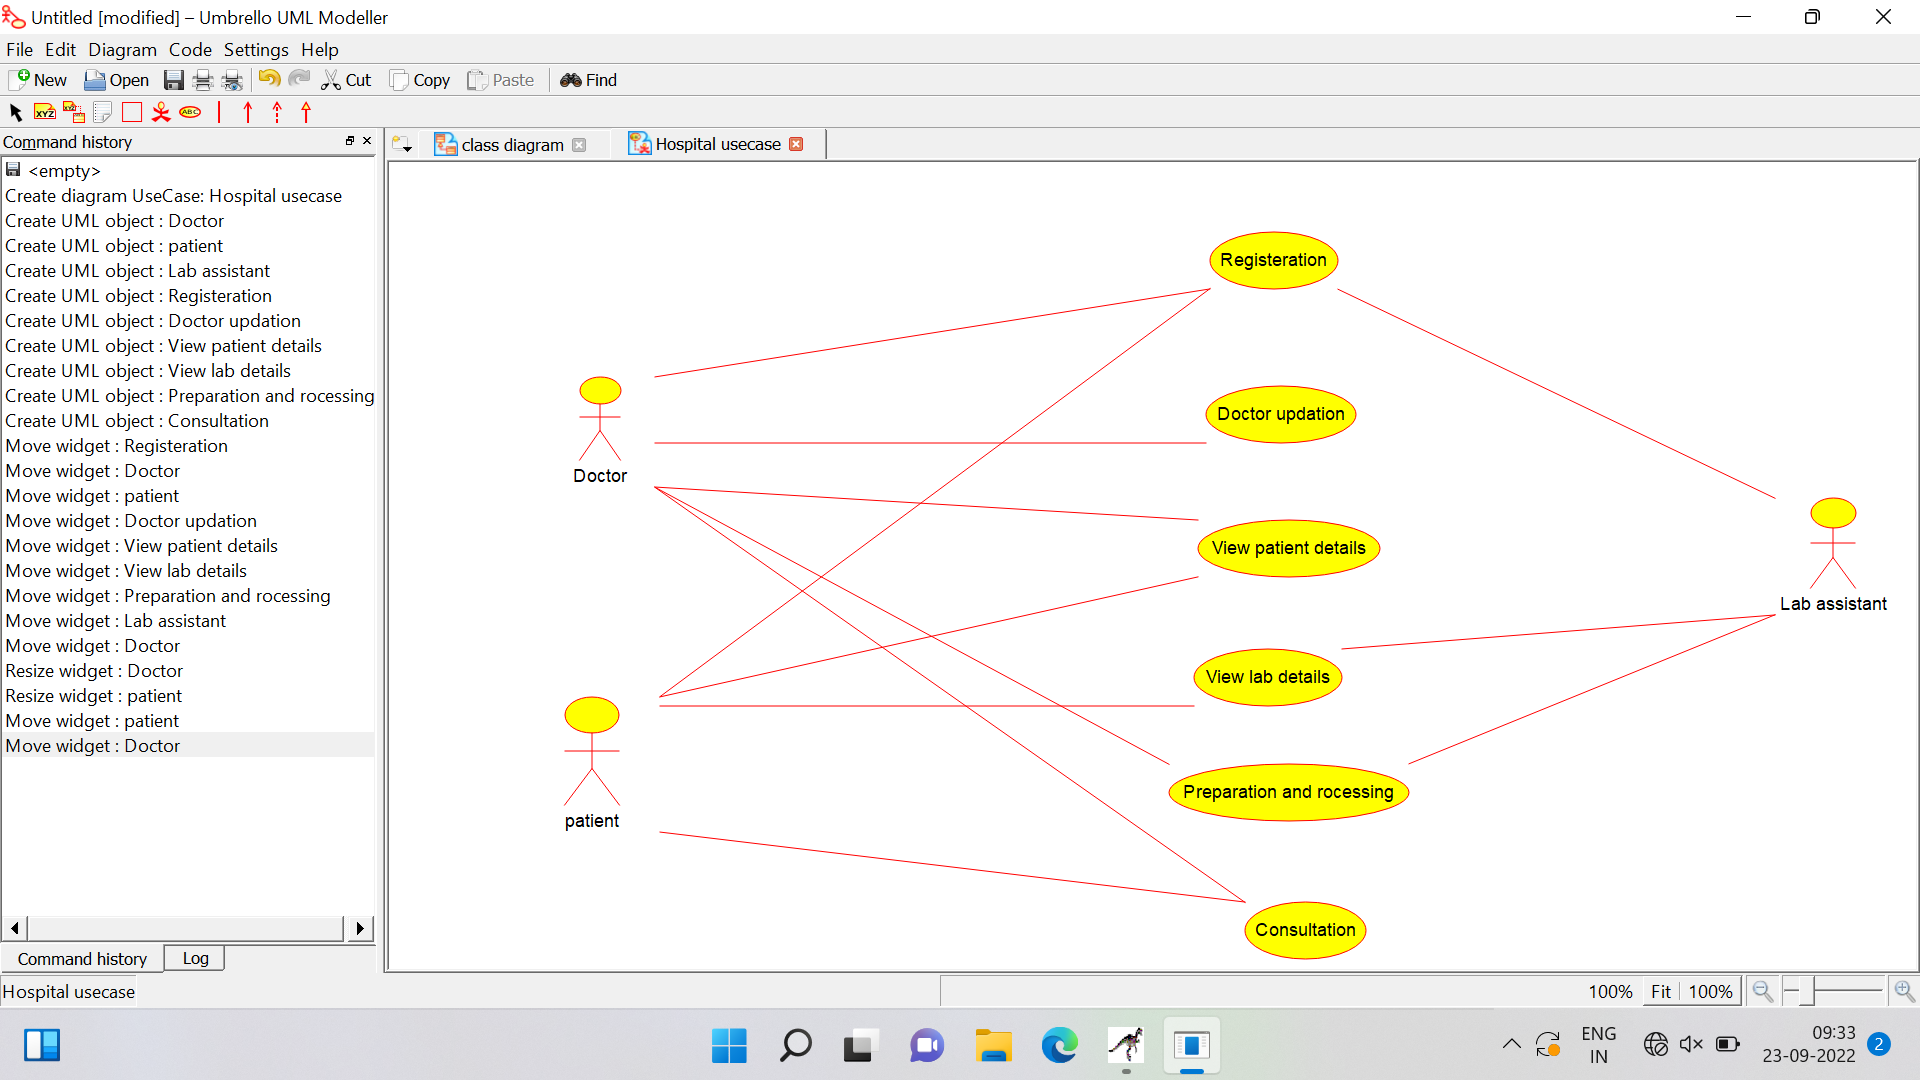 Untitled [modified] – Umbrello UML Modeller
File Edit Diagram Code Settings Help
New Open Cut Copy Paste Find
XYZ XYZ ABC
Command history
class diagram
Hospital usecase
<empty>
Create diagram UseCase: Hospital usecase
Create UML object : Doctor
Create UML object : patient
Create UML object : Lab assistant
Create UML object : Registeration
Create UML object : Doctor updation
Create UML object : View patient details
Create UML object : View lab details
Create UML object : Preparation and rocessing
Create UML object : Consultation
Move widget : Registeration
Move widget : Doctor
Move widget : patient
Move widget : Doctor updation
Move widget : View patient details
Move widget : View lab details
Move widget : Preparation and rocessing
Move widget : Lab assistant
Move widget : Doctor
Resize widget : Doctor
Resize widget : patient
Move widget : patient
Move widget : Doctor
Command history
Log
Registeration
Doctor updation
Doctor
View patient details
Lab assistant
View lab details
Preparation and rocessing
patient
Consultation
Hospital usecase
100% Fit 100%
ENG
IN
09:33
23-09-2022
2